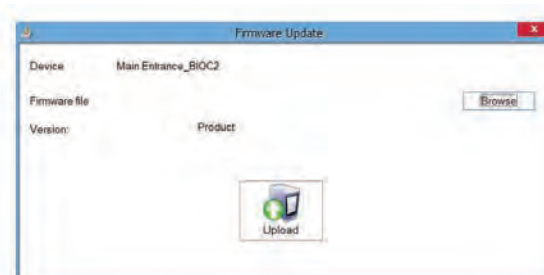 Firmware Update
Device Main Entrance_BIOC2
Firmware file Browse
Version: Product
Upload